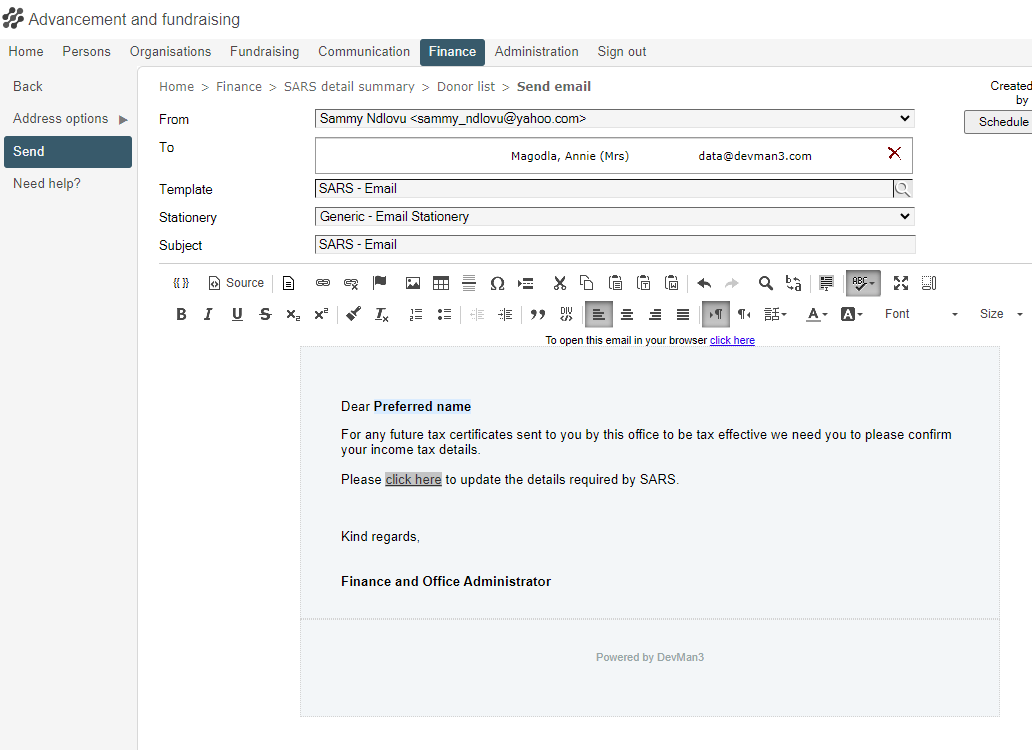 Advancement and fundraising
Home Persons Organisations Fundraising Communication Finance Administration Sign out
Back
Address options
Send
Need help?
Home > Finance > SARS detail summary > Donor list > Send email
Created
by
Schedule
From Sammy Ndlovu <sammy_ndlovu@yahoo.com>
To Magodla, Annie (Mrs) data@devman3.com
Template SARS - Email
Stationery Generic - Email Stationery
Subject SARS - Email
Source
ABC
B I U S x₂ x² Tx DIV A A Font Size
To open this email in your browser click here
Dear Preferred name
For any future tax certificates sent to you by this office to be tax effective we need you to please confirm
your income tax details.
Please click here to update the details required by SARS.
Kind regards,
Finance and Office Administrator
Powered by DevMan3